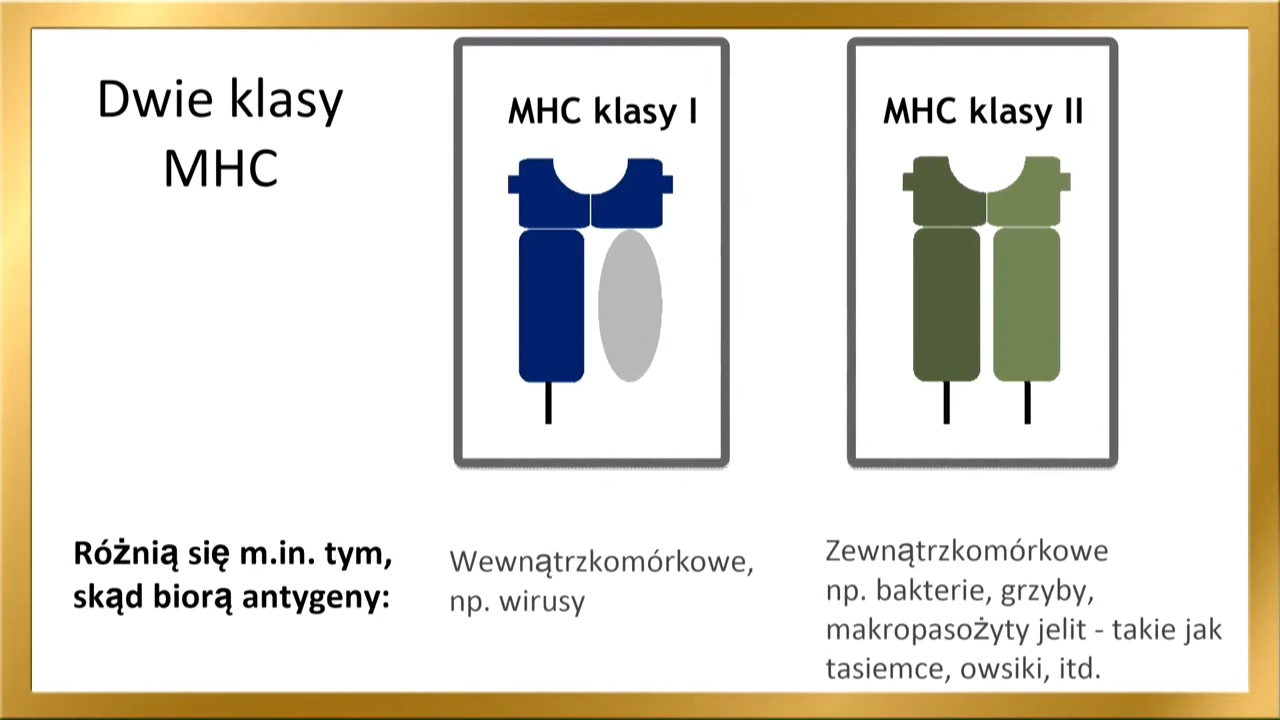 Dwie klasy
MHC
MHC klasy I
MHC klasy II
Różnią się m.in. tym,
skąd biorą antygeny:
Wewnątrzkomórkowe,
np. wirusy
Zewnątrzkomórkowe
np. bakterie, grzyby,
makropasożyty jelit - takie jak
tasiemce, owsiki, itd.